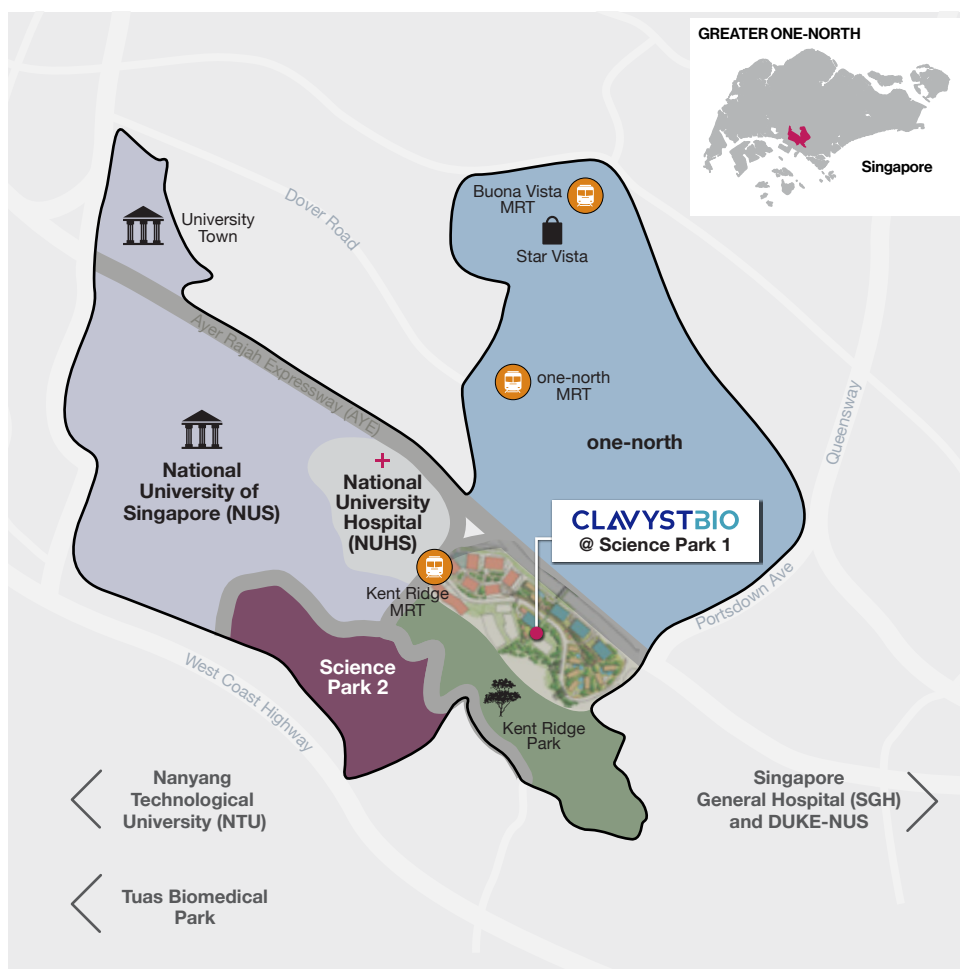 GREATER ONE-NORTH
Singapore
Buona Vista
MRT
Star Vista
University
Town
Dover Road
Ayer Rajah Expressway (AYE)
one-north
MRT
one-north
Queensway
National
University of
Singapore (NUS)
National
University
Hospital
(NUHS)
CLAVYSTBIO
@ Science Park 1
Kent Ridge
MRT
Portsdown Ave
Science
Park 2
West Coast Highway
Kent Ridge
Park
Nanyang
Technological
University (NTU)
Singapore
General Hospital (SGH)
and DUKE-NUS
Tuas Biomedical
Park